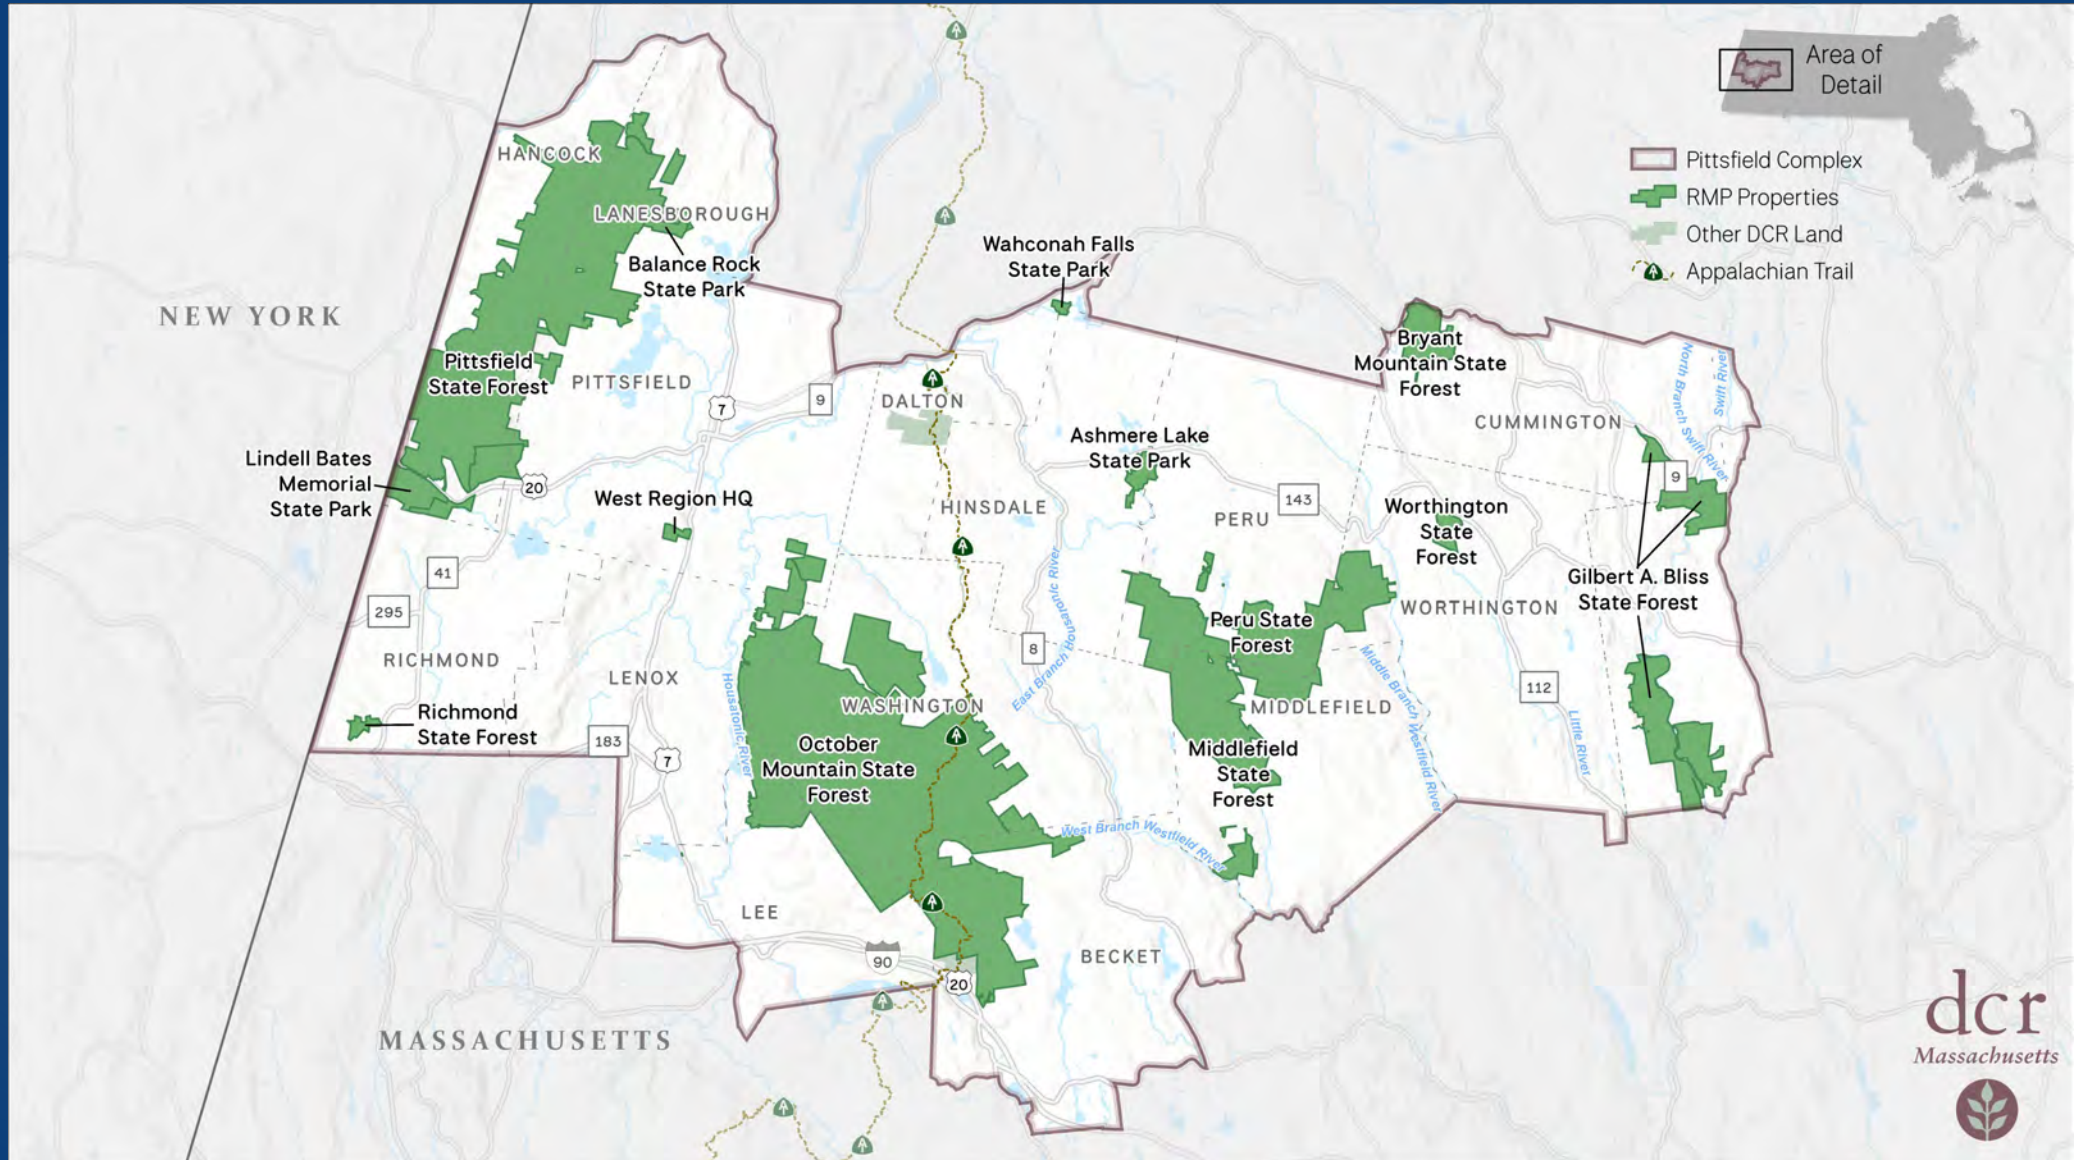 Area of
Detail
Pittsfield Complex
RMP Properties
Other DCR Land
Appalachian Trail
HANCOCK
LANESBOROUGH
Balance Rock
State Park
Wahconah Falls
State Park
NEW YORK
Pittsfield
State Forest
PITTSFIELD
7
9
DALTON
Bryant
Mountain State
Forest
CUMMINGTON
North Branch Swift River
Swift River
Lindell Bates
Memorial
State Park
20
West Region HQ
Ashmere Lake
State Park
HINSDALE
PERU
143
Worthington
State
Forest
9
Gilbert A. Bliss
State Forest
41
295
RICHMOND
Richmond
State Forest
LENOX
183
7
Housatonic River
WASHINGTON
October
Mountain State
Forest
8
East Branch Housatonic River
Peru State
Forest
WORTHINGTON
MIDDLEFIELD
Middlefield
State
Forest
Middle Branch Westfield River
112
Little River
West Branch Westfield River
LEE
90
20
BECKET
MASSACHUSETTS
dcr
Massachusetts